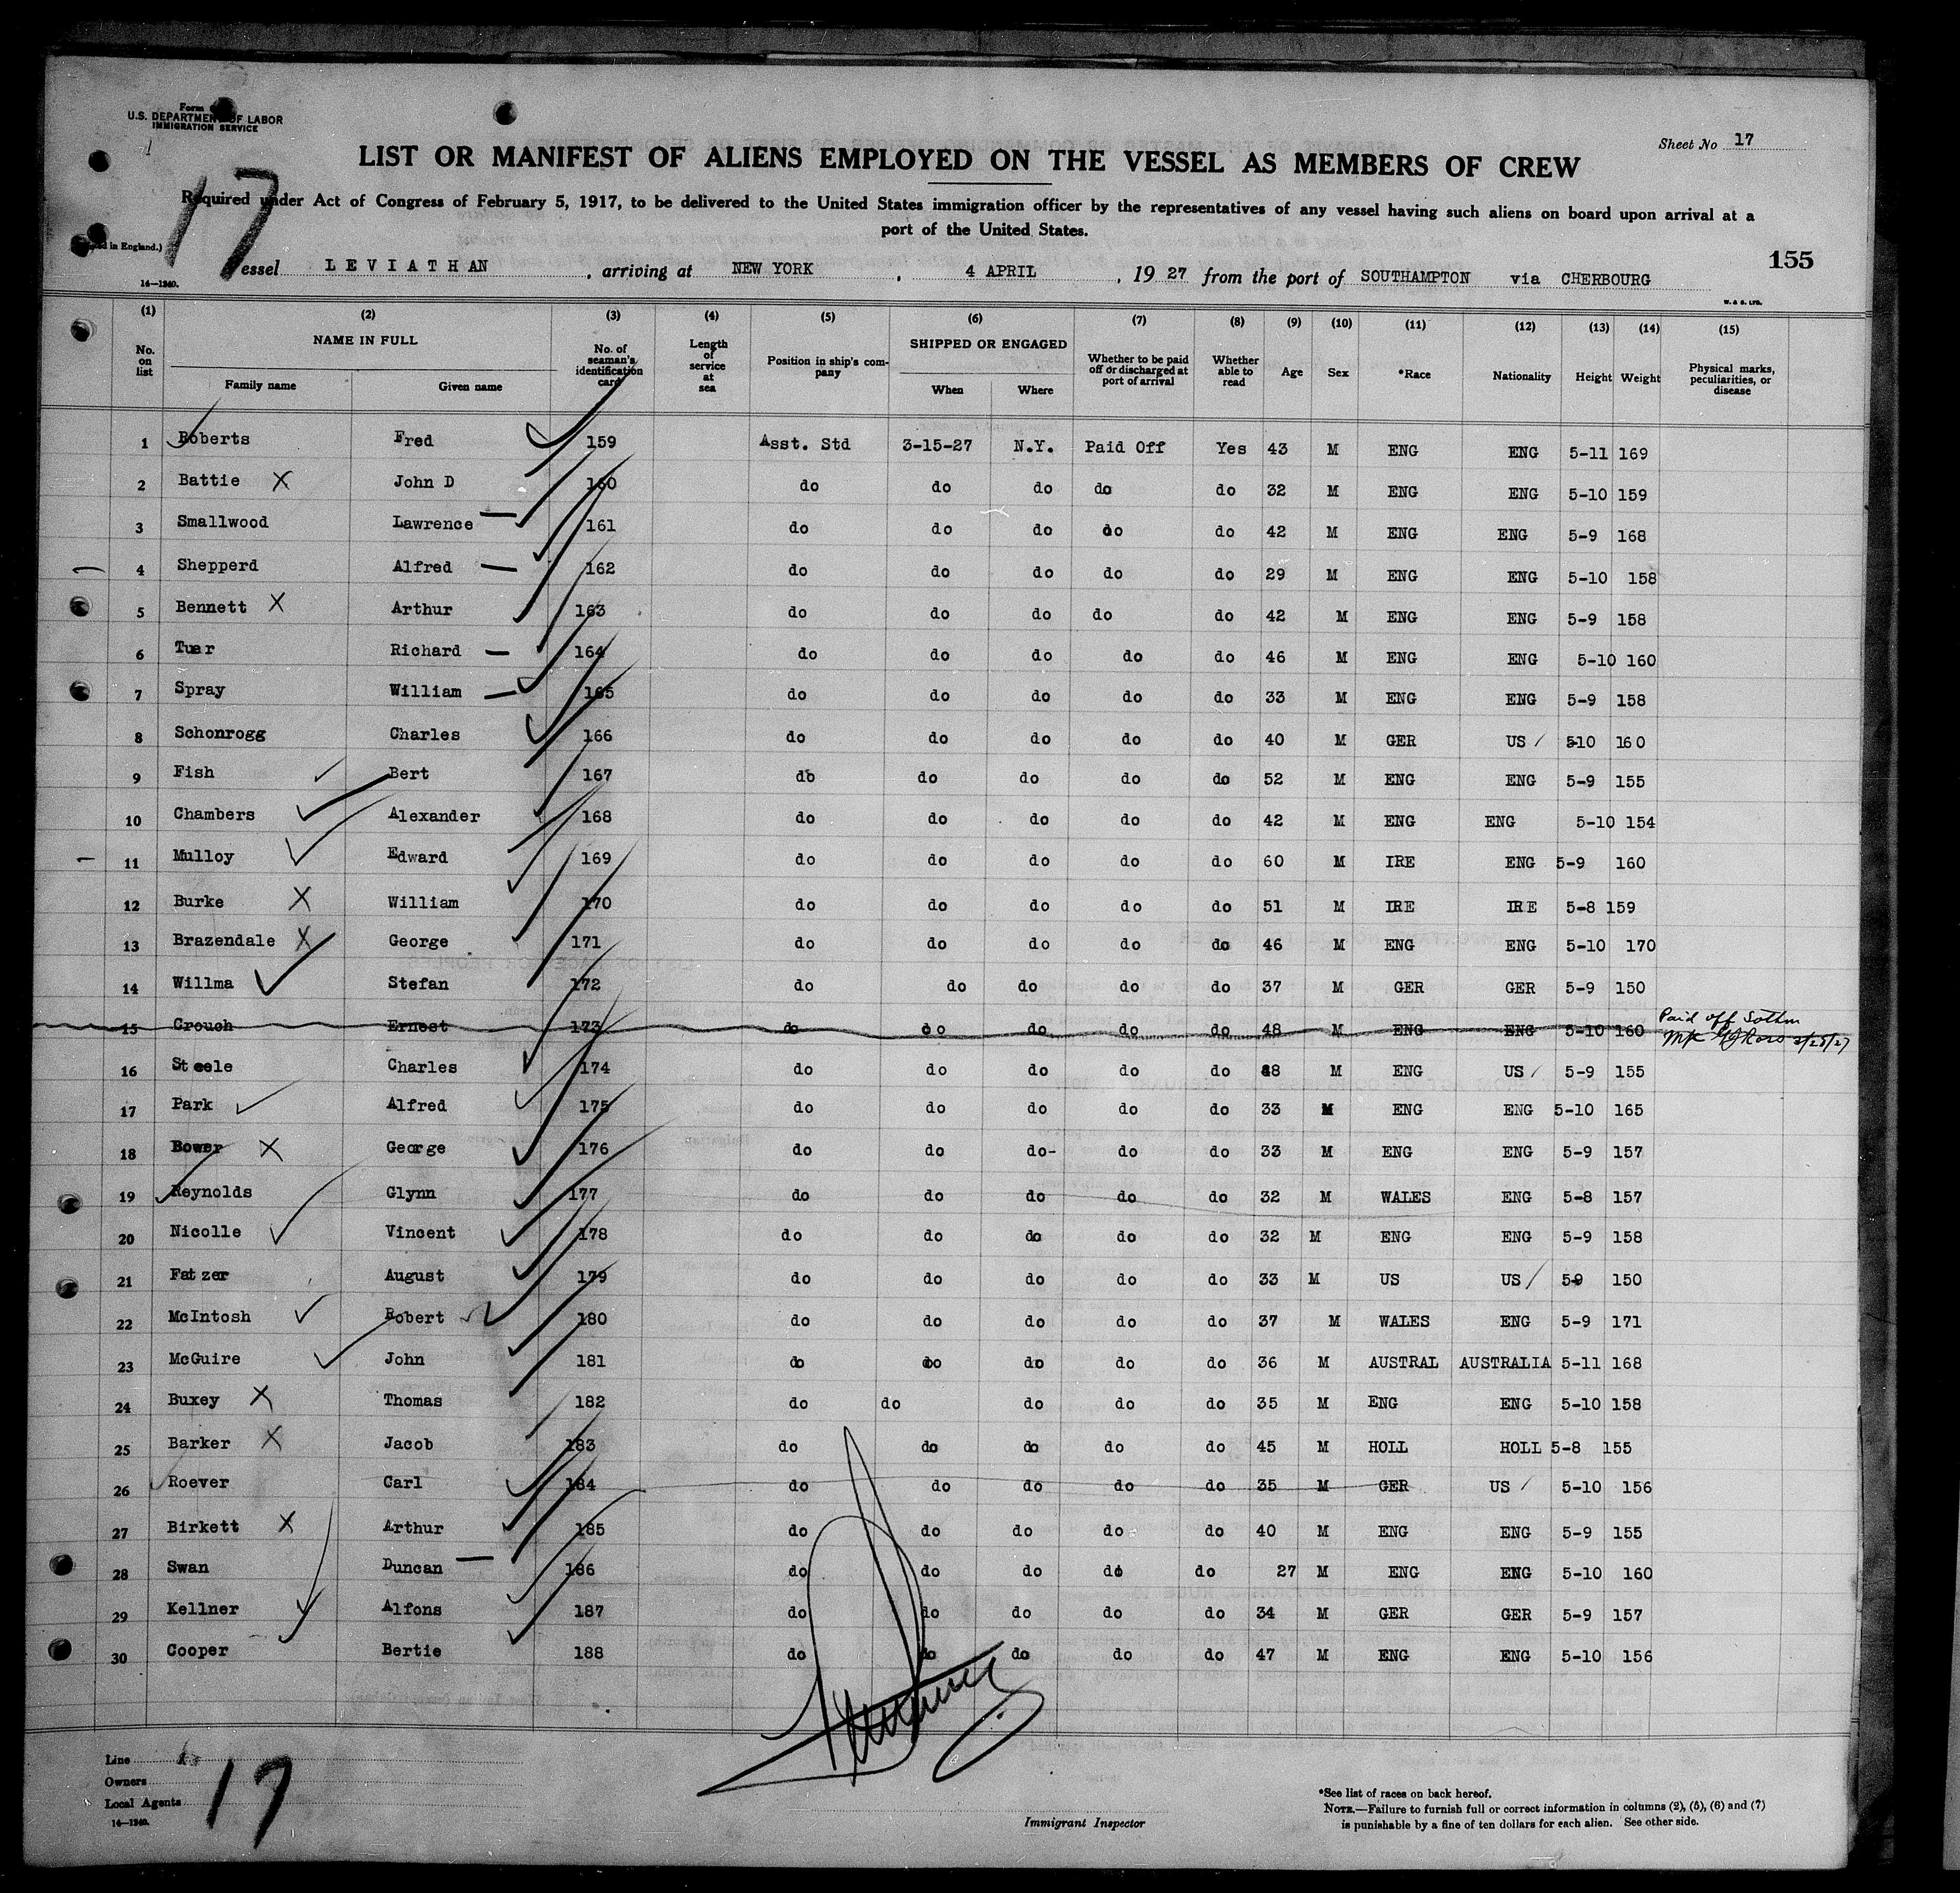 U.S. DEPARTMENT OF LABOR
IMMIGRATION SERVICE
Sheet No 17
LIST OR MANIFEST OF ALIENS EMPLOYED ON THE VESSEL AS MEMBERS OF CREW
17
Required under Act of Congress of February 5, 1917, to be delivered to the United States immigration officer by the representatives of any vessel having such aliens on board upon arrival at a
port of the United States.
in England.)
155
essel LEVIATHAN, arriving at NEW YORK, 4 APRIL, 1927 from the port of SOUTHAMPTON via CHERBOURG
14—1240.
W. & S. LTD.
(1) (2) (3) (4) (5) (6) (7) (8) (9) (10) (11) (12) (13) (14) (15)
No. on list NAME IN FULL Family name Given name No. of seaman's identification card Length of service at sea Position in ship's company SHIPPED OR ENGAGED When Where Whether to be paid off or discharged at port of arrival Whether able to read Age Sex *Race Nationality Height Weight Physical marks, peculiarities, or disease
1 Roberts Fred 159 Asst. Std 3-15-27 N.Y. Paid Off Yes 43 M ENG ENG 5-11 169
2 Battie X John D 160 do do do do do 32 M ENG ENG 5-10 159
3 Smallwood Lawrence 161 do do do do do 42 M ENG ENG 5-9 168
4 Shepperd Alfred 162 do do do do do 29 M ENG ENG 5-10 158
5 Bennett X Arthur 163 do do do do do 42 M ENG ENG 5-9 158
6 Tuer Richard 164 do do do do do 46 M ENG ENG 5-10 160
7 Spray William 165 do do do do do 33 M ENG ENG 5-9 158
8 Schonrogg Charles 166 do do do do do 40 M GER US 5-10 160
9 Fish Bert 167 do do do do do 52 M ENG ENG 5-9 155
10 Chambers Alexander 168 do do do do do 42 M ENG ENG 5-10 154
11 Mulloy Edward 169 do do do do do 60 M IRE ENG 5-9 160
12 Burke X William 170 do do do do do 51 M IRE IRE 5-8 159
13 Brazendale X George 171 do do do do do 46 M ENG ENG 5-10 170
14 Willma Stefan 172 do do do do do 37 M GER GER 5-9 150
15 Crouch Ernest 173 do do do do do 48 M ENG ENG 5-10 160 Paid off Sothn
16 Steele Charles 174 do do do do do 48 M ENG US 5-9 155
17 Park Alfred 175 do do do do do 33 M ENG ENG 5-10 165
18 Bower X George 176 do do do- do do 33 M ENG ENG 5-9 157
19 Reynolds Glynn 177 do do do do do 32 M WALES ENG 5-8 157
20 Nicolle Vincent 178 do do do do do 32 M ENG ENG 5-9 158
21 Fatzer August 179 do do do do do 33 M US US 5-9 150
22 McIntosh Robert 180 do do do do do 37 M WALES ENG 5-9 171
23 McGuire John 181 do do do do do 36 M AUSTRAL AUSTRALIA 5-11 168
24 Buxey X Thomas 182 do do do do do 35 M ENG ENG 5-10 158
25 Barker X Jacob 183 do do do do do 45 M HOLL HOLL 5-8 155
26 Roever Carl 184 do do do do do 35 M GER US 5-10 156
27 Birkett X Arthur 185 do do do do do 40 M ENG ENG 5-9 155
28 Swan Duncan 186 do do do do do 27 M ENG ENG 5-10 160
29 Kellner Alfons 187 do do do do do 34 M GER GER 5-9 157
30 Cooper Bertie 188 do do do do do 47 M ENG ENG 5-10 156
Line
Owners
Local Agents
14—1240.
17
Immigrant Inspector
*See list of races on back hereof.
NOTE.—Failure to furnish full or correct information in columns (2), (5), (6) and (7)
is punishable by a fine of ten dollars for each alien. See other side.